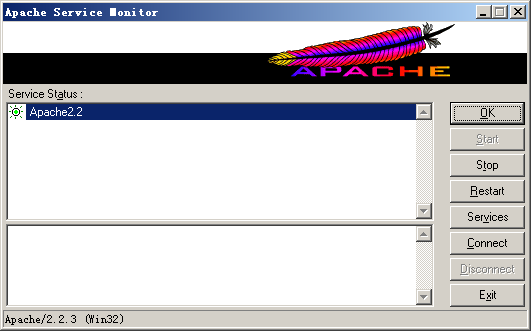 Apache Service Monitor
APACHE
Service Status :
Apache2.2
OK
Start
Stop
Restart
Services
Connect
Disconnect
Exit
Apache/2.2.3 (Win32)